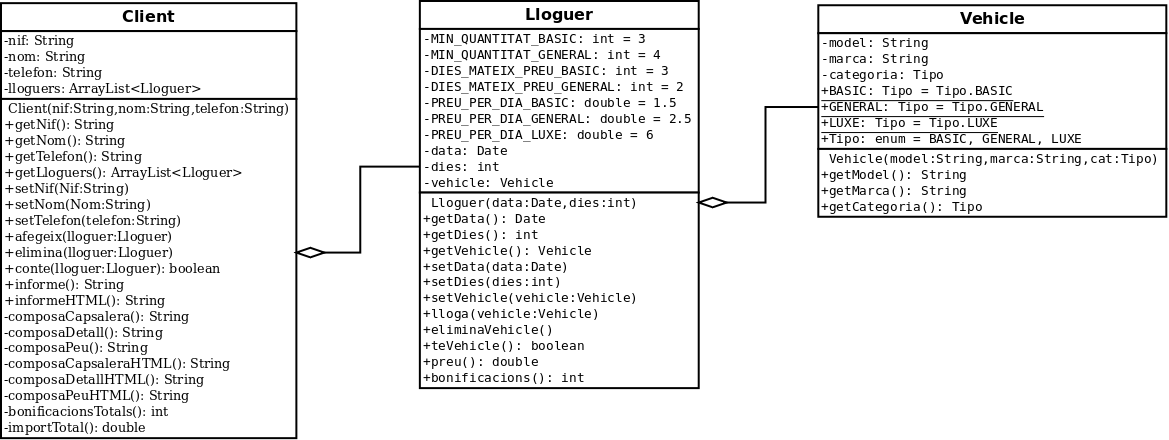 Client
-nif: String
-nom: String
-telefon: String
-lloguers: ArrayList<Lloguer>
Client(nif:String,nom:String,telefon:String)
+getNif(): String
+getNom(): String
+getTelefon(): String
+getLloguers(): ArrayList<Lloguer>
+setNif(Nif:String)
+setNom(Nom:String)
+setTelefon(telefon:String)
+afegeix(lloguer:Lloguer)
+elimina(lloguer:Lloguer)
+conte(lloguer:Lloguer): boolean
+informe(): String
+informeHTML(): String
-composaCapsalera(): String
-composaDetall(): String
-composaPeu(): String
-composaCapsaleraHTML(): String
-composaDetallHTML(): String
-composaPeuHTML(): String
-bonificacionsTotals(): int
-importTotal(): double
Lloguer
-MIN_QUANTITAT_BASIC: int = 3
-MIN_QUANTITAT_GENERAL: int = 4
-DIES_MATEIX_PREU_BASIC: int = 3
-DIES_MATEIX_PREU_GENERAL: int = 2
-PREU_PER_DIA_BASIC: double = 1.5
-PREU_PER_DIA_GENERAL: double = 2.5
-PREU_PER_DIA_LUXE: double = 6
-data: Date
-dies: int
-vehicle: Vehicle
Lloguer(data:Date,dies:int)
+getData(): Date
+getDies(): int
+getVehicle(): Vehicle
+setData(data:Date)
+setDies(dies:int)
+setVehicle(vehicle:Vehicle)
+lloga(vehicle:Vehicle)
+eliminaVehicle()
+teVehicle(): boolean
+preu(): double
+bonificacions(): int
Vehicle
-model: String
-marca: String
-categoria: Tipo
+BASIC: Tipo = Tipo.BASIC
+GENERAL: Tipo = Tipo.GENERAL
+LUXE: Tipo = Tipo.LUXE
+Tipo: enum = BASIC, GENERAL, LUXE
Vehicle(model:String,marca:String,cat:Tipo)
+getModel(): String
+getMarca(): String
+getCategoria(): Tipo